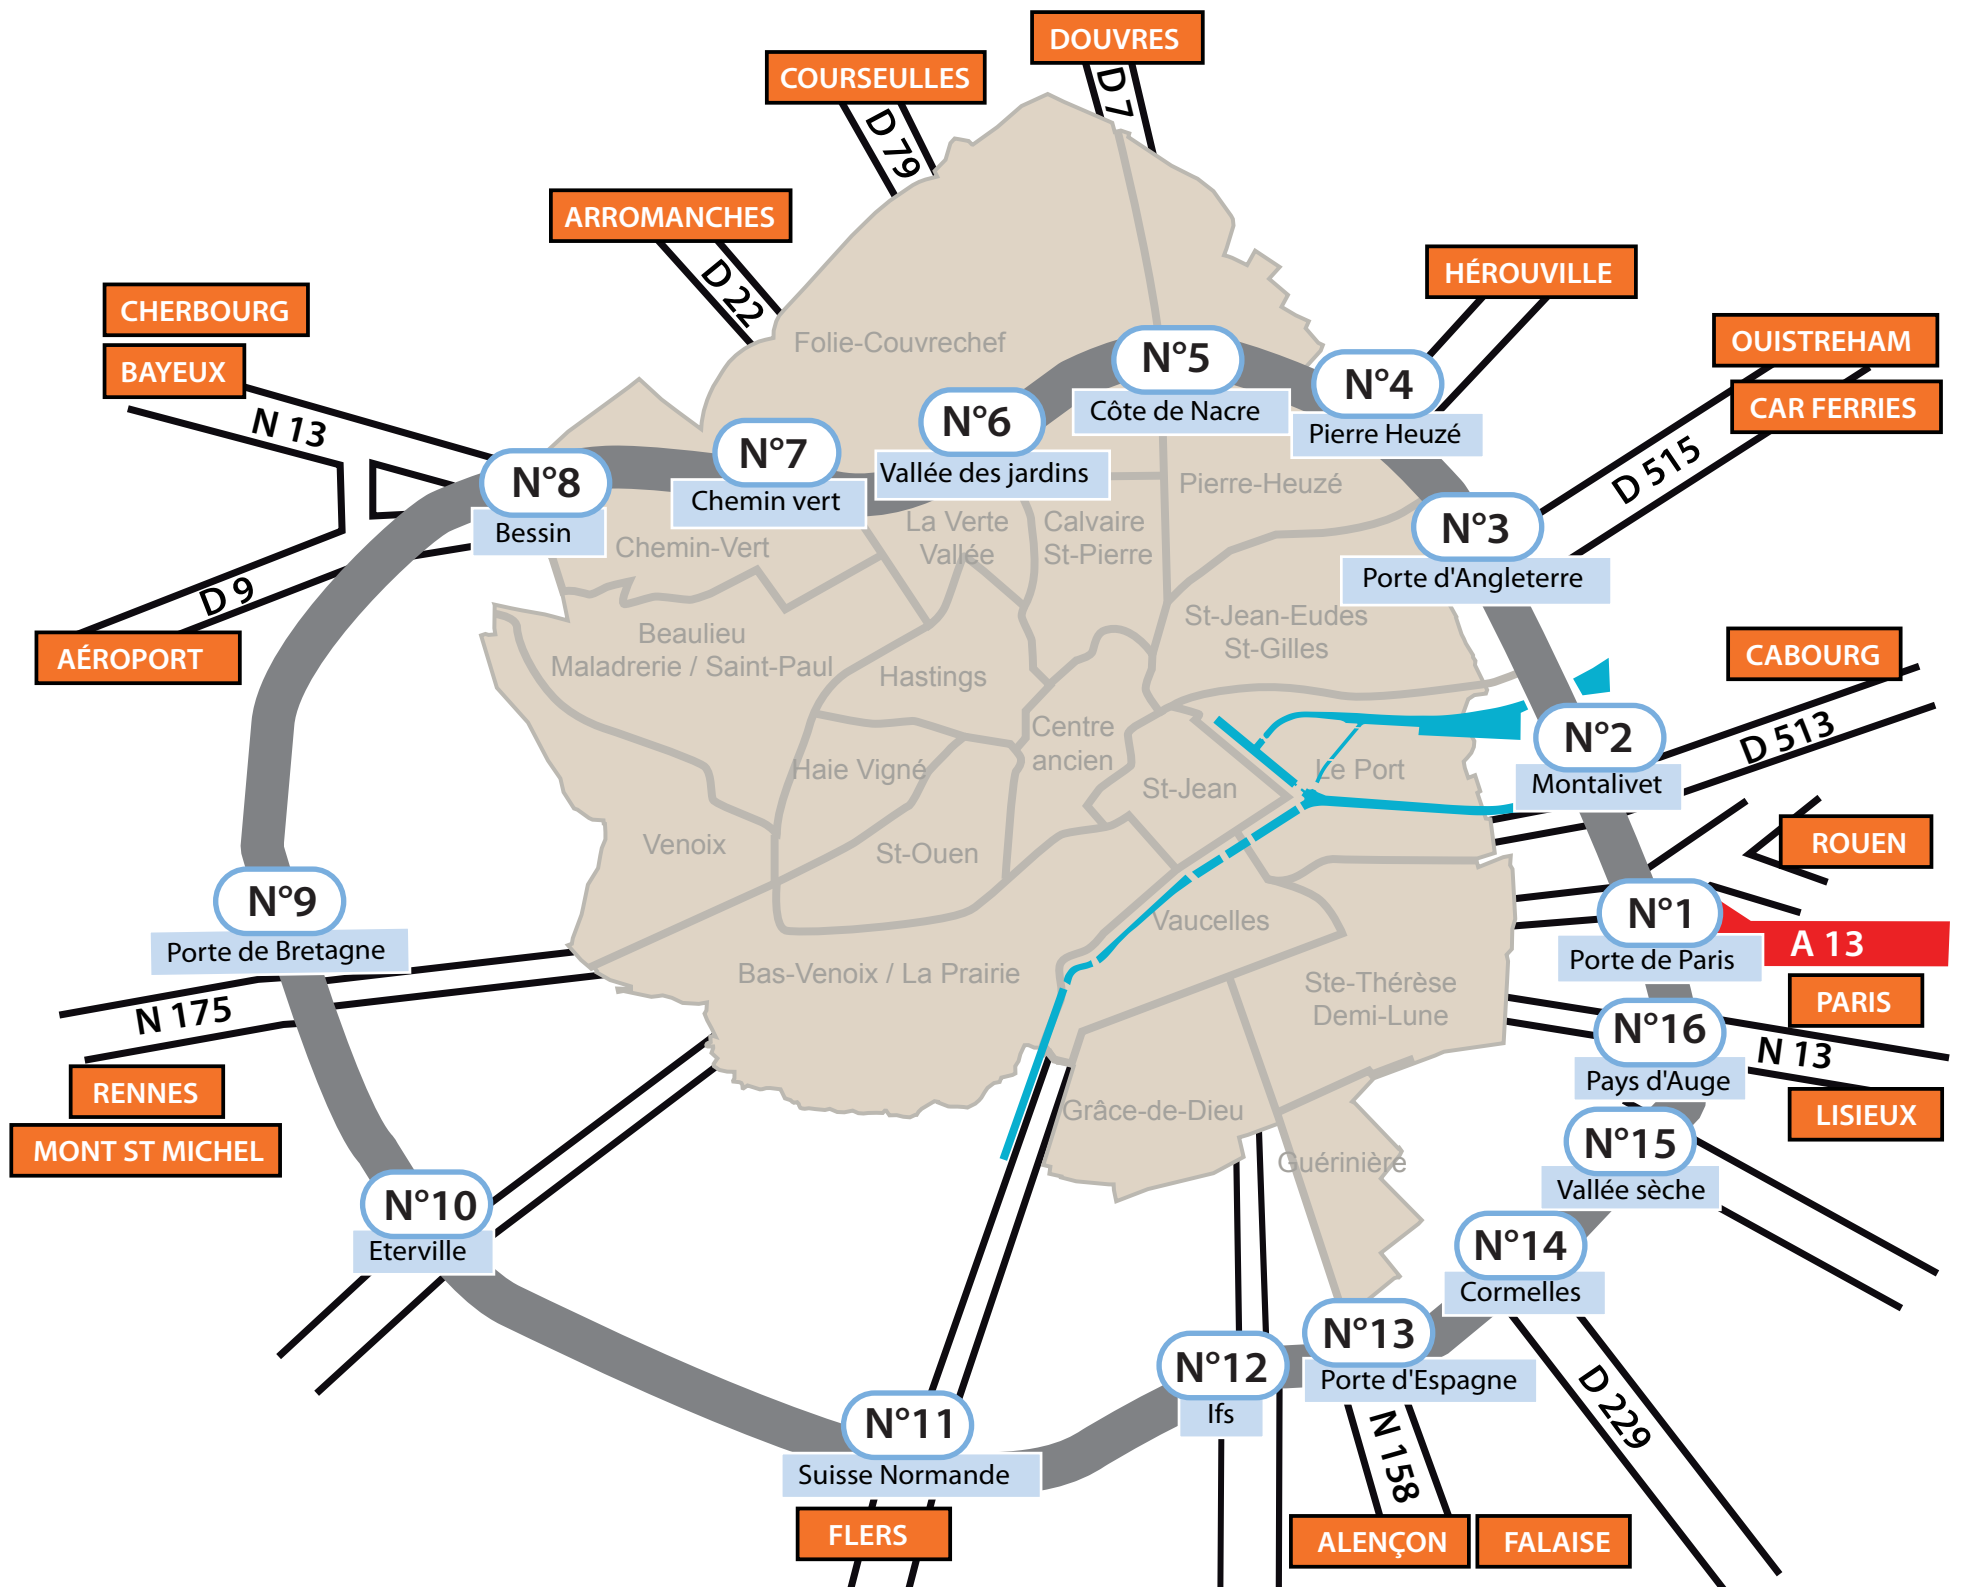 DOUVRES
D 7
COURSEULLES
D 79
ARROMANCHES
D 22
CHERBOURG
BAYEUX
N 13
D 9
AÉROPORT
HÉROUVILLE
OUISTREHAM
CAR FERRIES
D 515
CABOURG
D 513
ROUEN
A 13
PARIS
N 13
LISIEUX
Folie-Couvrechef
N°5
Côte de Nacre
N°4
Pierre Heuzé
N°6
Vallée des jardins
N°7
Chemin vert
N°8
Bessin
N°3
Porte d'Angleterre
Pierre-Heuzé
La Verte
Vallée
Calvaire
St-Pierre
Chemin-Vert
St-Jean-Eudes
St-Gilles
Beaulieu
Maladrerie / Saint-Paul
Hastings
Centre
ancien
N°2
Montalivet
Haie Vigné
Le Port
St-Jean
Venoix
St-Ouen
N°9
Porte de Bretagne
N°1
Porte de Paris
Vaucelles
Bas-Venoix / La Prairie
Ste-Thérèse
Demi-Lune
N 175
RENNES
MONT ST MICHEL
N°16
Pays d'Auge
Grâce-de-Dieu
Guérinière
N°15
Vallée sèche
N°10
Eterville
N°14
Cormelles
N°13
Porte d'Espagne
N°12
Ifs
N°11
Suisse Normande
FLERS
N 158
D 229
ALENÇON
FALAISE